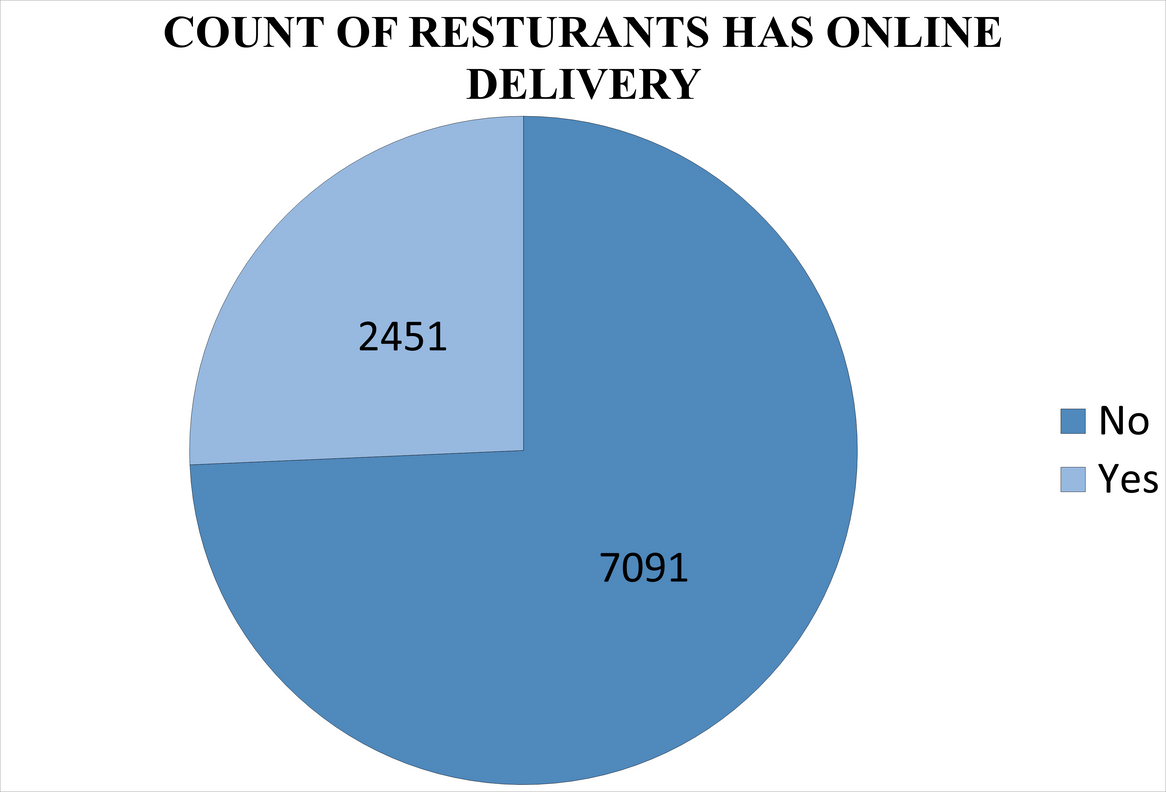 COUNT OF RESTURANTS HAS ONLINE
DELIVERY
2451
7091
No
Yes